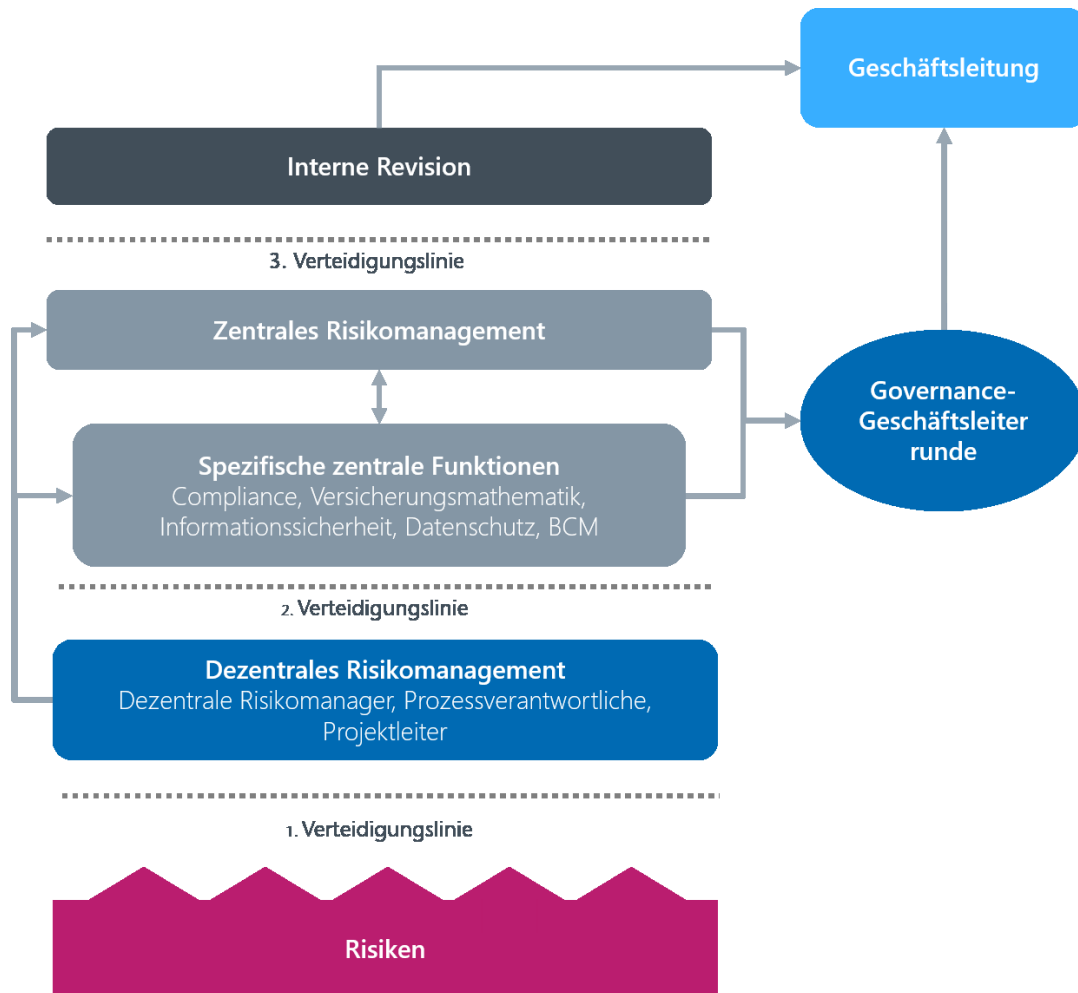 Geschäftsleitung
Interne Revision
3. Verteidigungslinie
Zentrales Risikomanagement
Governance-
Geschäftsleiter
runde
Spezifische zentrale Funktionen
Compliance, Versicherungsmathematik,
Informationssicherheit, Datenschutz, BCM
2. Verteidigungslinie
Dezentrales Risikomanagement
Dezentrale Risikomanager, Prozessverantwortliche,
Projektleiter
1. Verteidigungslinie
Risiken